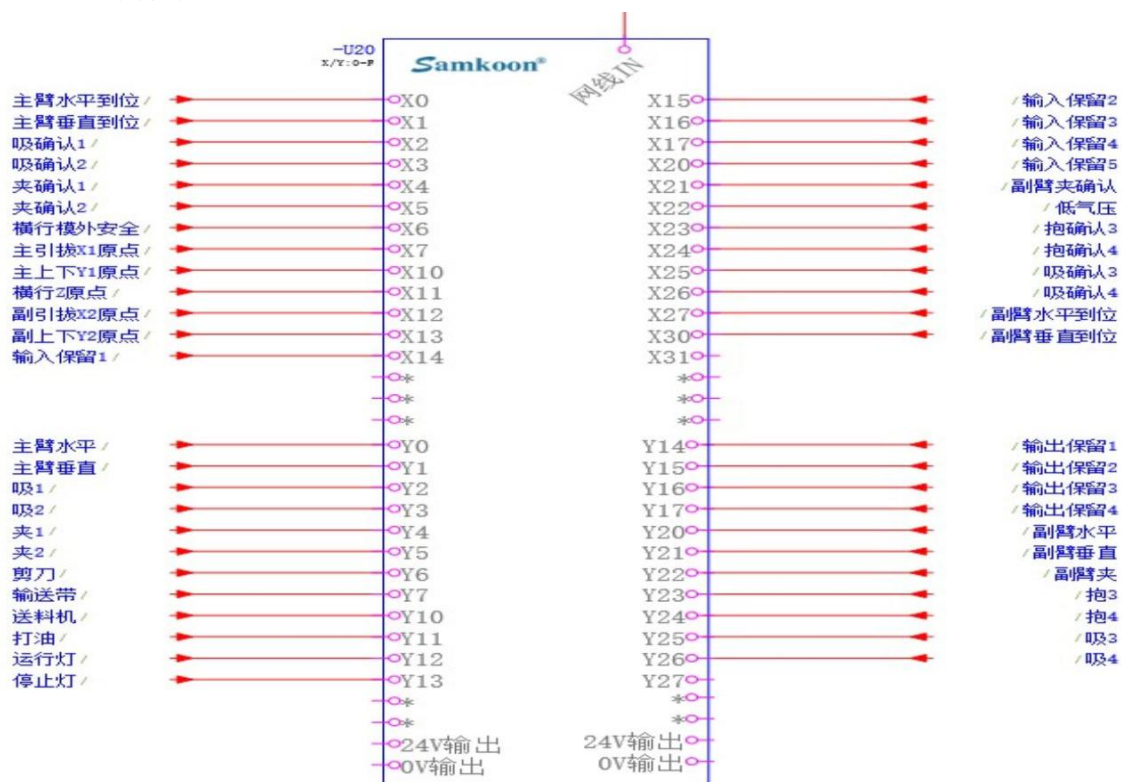 -U20
X/Y:0-F
Samkoon®
网线IN
主臂水平到位/ X0 X15 /输入保留2
主臂垂直到位/ X1 X16 /输入保留3
吸确认1/ X2 X17 /输入保留4
吸确认2/ X3 X20 /输入保留5
夹确认1/ X4 X21 /副臂夹确认
夹确认2/ X5 X22 /低气压
横行模外安全/ X6 X23 /抱确认3
主引拔X1原点/ X7 X24 /抱确认4
主上下Y1原点/ X10 X25 /吸确认3
横行Z原点/ X11 X26 /吸确认4
副引拔X2原点/ X12 X27 /副臂水平到位
副上下Y2原点/ X13 X30 /副臂垂直到位
输入保留1/ X14 X31
* *
* *
* *
主臂水平/ Y0 Y14 /输出保留1
主臂垂直/ Y1 Y15 /输出保留2
吸1/ Y2 Y16 /输出保留3
吸2/ Y3 Y17 /输出保留4
夹1/ Y4 Y20 /副臂水平
夹2/ Y5 Y21 /副臂垂直
剪刀/ Y6 Y22 /副臂夹
输送带/ Y7 Y23 /抱3
送料机/ Y10 Y24 /抱4
打油/ Y11 Y25 /吸3
运行灯/ Y12 Y26 /吸4
停止灯/ Y13 Y27
* *
* *
24V输出 24V输出
0V输出 0V输出